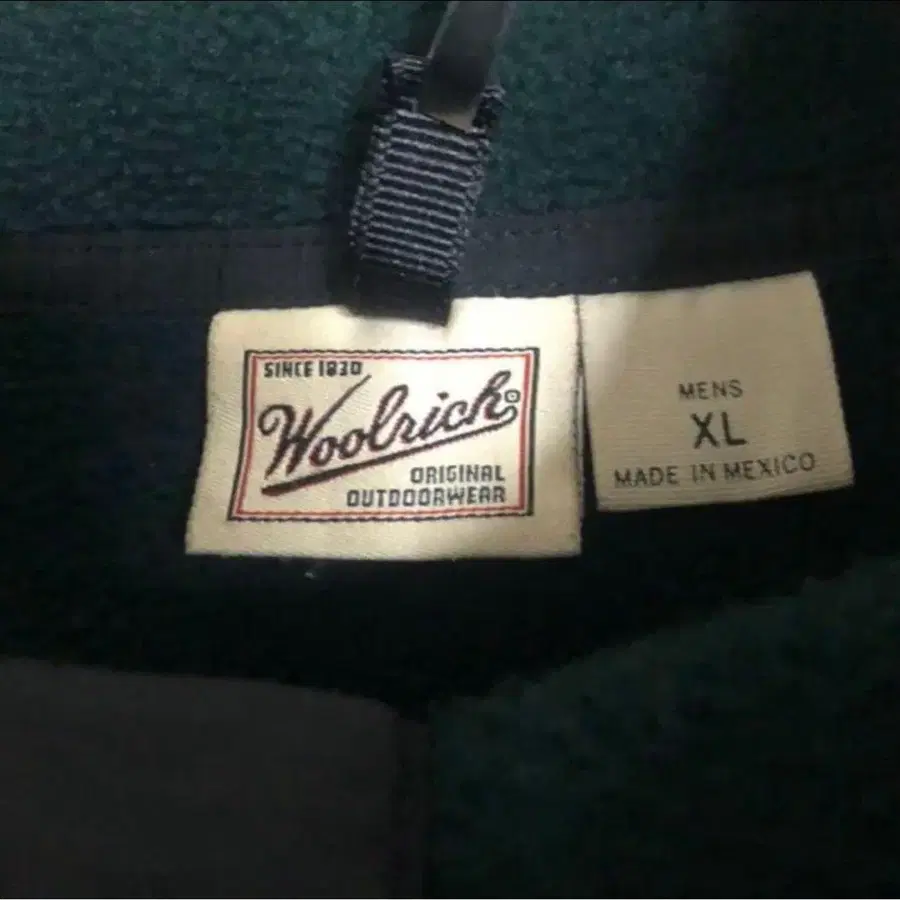 SINCE 1830
Woolrich
ORIGINAL
OUTDOORWEAR
MENS
XL
MADE IN MEXICO